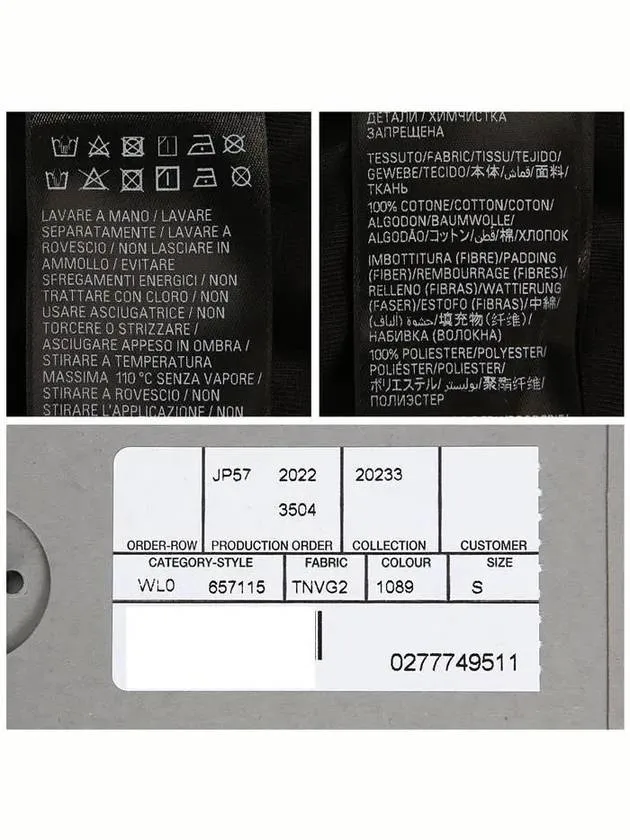 LAVARE A MANO / LAVARE
SEPARATAMENTE / LAVARE A
ROVESCIO / NON LASCIARE IN
AMMOLLO / EVITARE
SFREGAMENTI ENERGICI / NON
TRATTARE CON CLORO / NON
USARE ASCIUGATRICE / NON
TORCERE O STRIZZARE /
ASCIUGARE APPESO IN OMBRA /
STIRARE A TEMPERATURA
MASSIMA 110 °C SENZA VAPORE /
STIRARE A ROVESCIO / NON
STIRARE L'APPLICAZIONE / NON
ДЕТАЛИ / ХИМЧИСТКА
ЗАПРЕЩЕНА
TESSUTO/FABRIC/TISSU/TEJIDO/
GEWEBE/TECIDO/本体/قماش/面料/
ТКАНЬ
100% COTONE/COTTON/COTON/
ALGODON/BAUMWOLLE/
ALGODÃO/コットン/قطن/棉/ХЛОПОК
IMBOTTITURA (FIBRE)/PADDING
(FIBER)/REMBOURRAGE (FIBRES)/
RELLENO (FIBRAS)/WATTIERUNG
(FASER)/ESTOFO (FIBRAS)/中綿/
حشوة (الياف)/填充物(纤维)/
НАБИВКА (ВОЛОКНА)
100% POLIESTERE/POLYESTER/
POLIÉSTER/POLIESTER/
ポリエステル/بوليستر/聚酯纤维/
ПОЛИЭСТЕР
JP57 2022 20233
3504
ORDER-ROW PRODUCTION ORDER COLLECTION CUSTOMER
CATEGORY-STYLE FABRIC COLOUR SIZE
WL0 657115 TNVG2 1089 S
0277749511